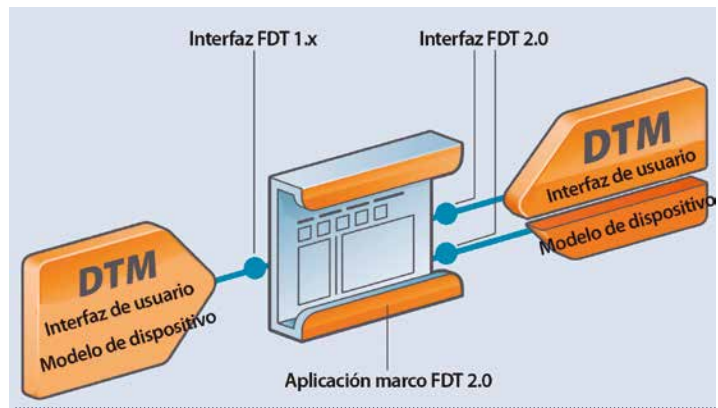 Interfaz FDT 1.x
Interfaz FDT 2.0
DTM
Interfaz de usuario
Modelo de dispositivo
DTM
Interfaz de usuario
Modelo de dispositivo
Aplicación marco FDT 2.0